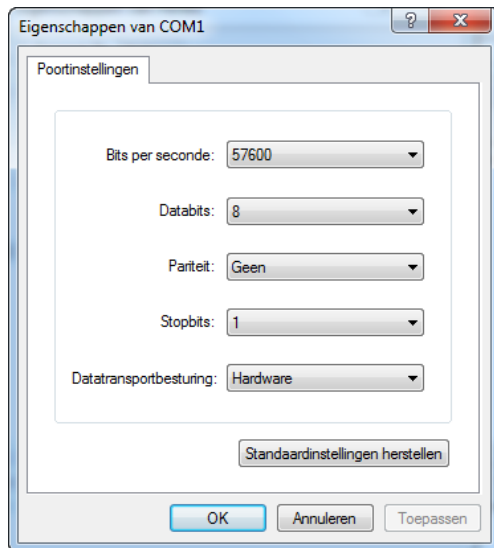 Eigenschappen van COM1
Poortinstellingen
Bits per seconde: 57600
Databits: 8
Pariteit: Geen
Stopbits: 1
Datatransportbesturing: Hardware
Standaardinstellingen herstellen
OK Annuleren Toepassen